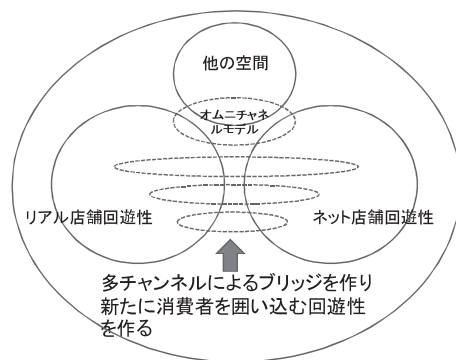 他の空間
オムニチャネ
ルモデル
リアル店舗回遊性
ネット店舗回遊性
多チャンネルによるブリッジを作り
新たに消費者を囲い込む回遊性
を作る